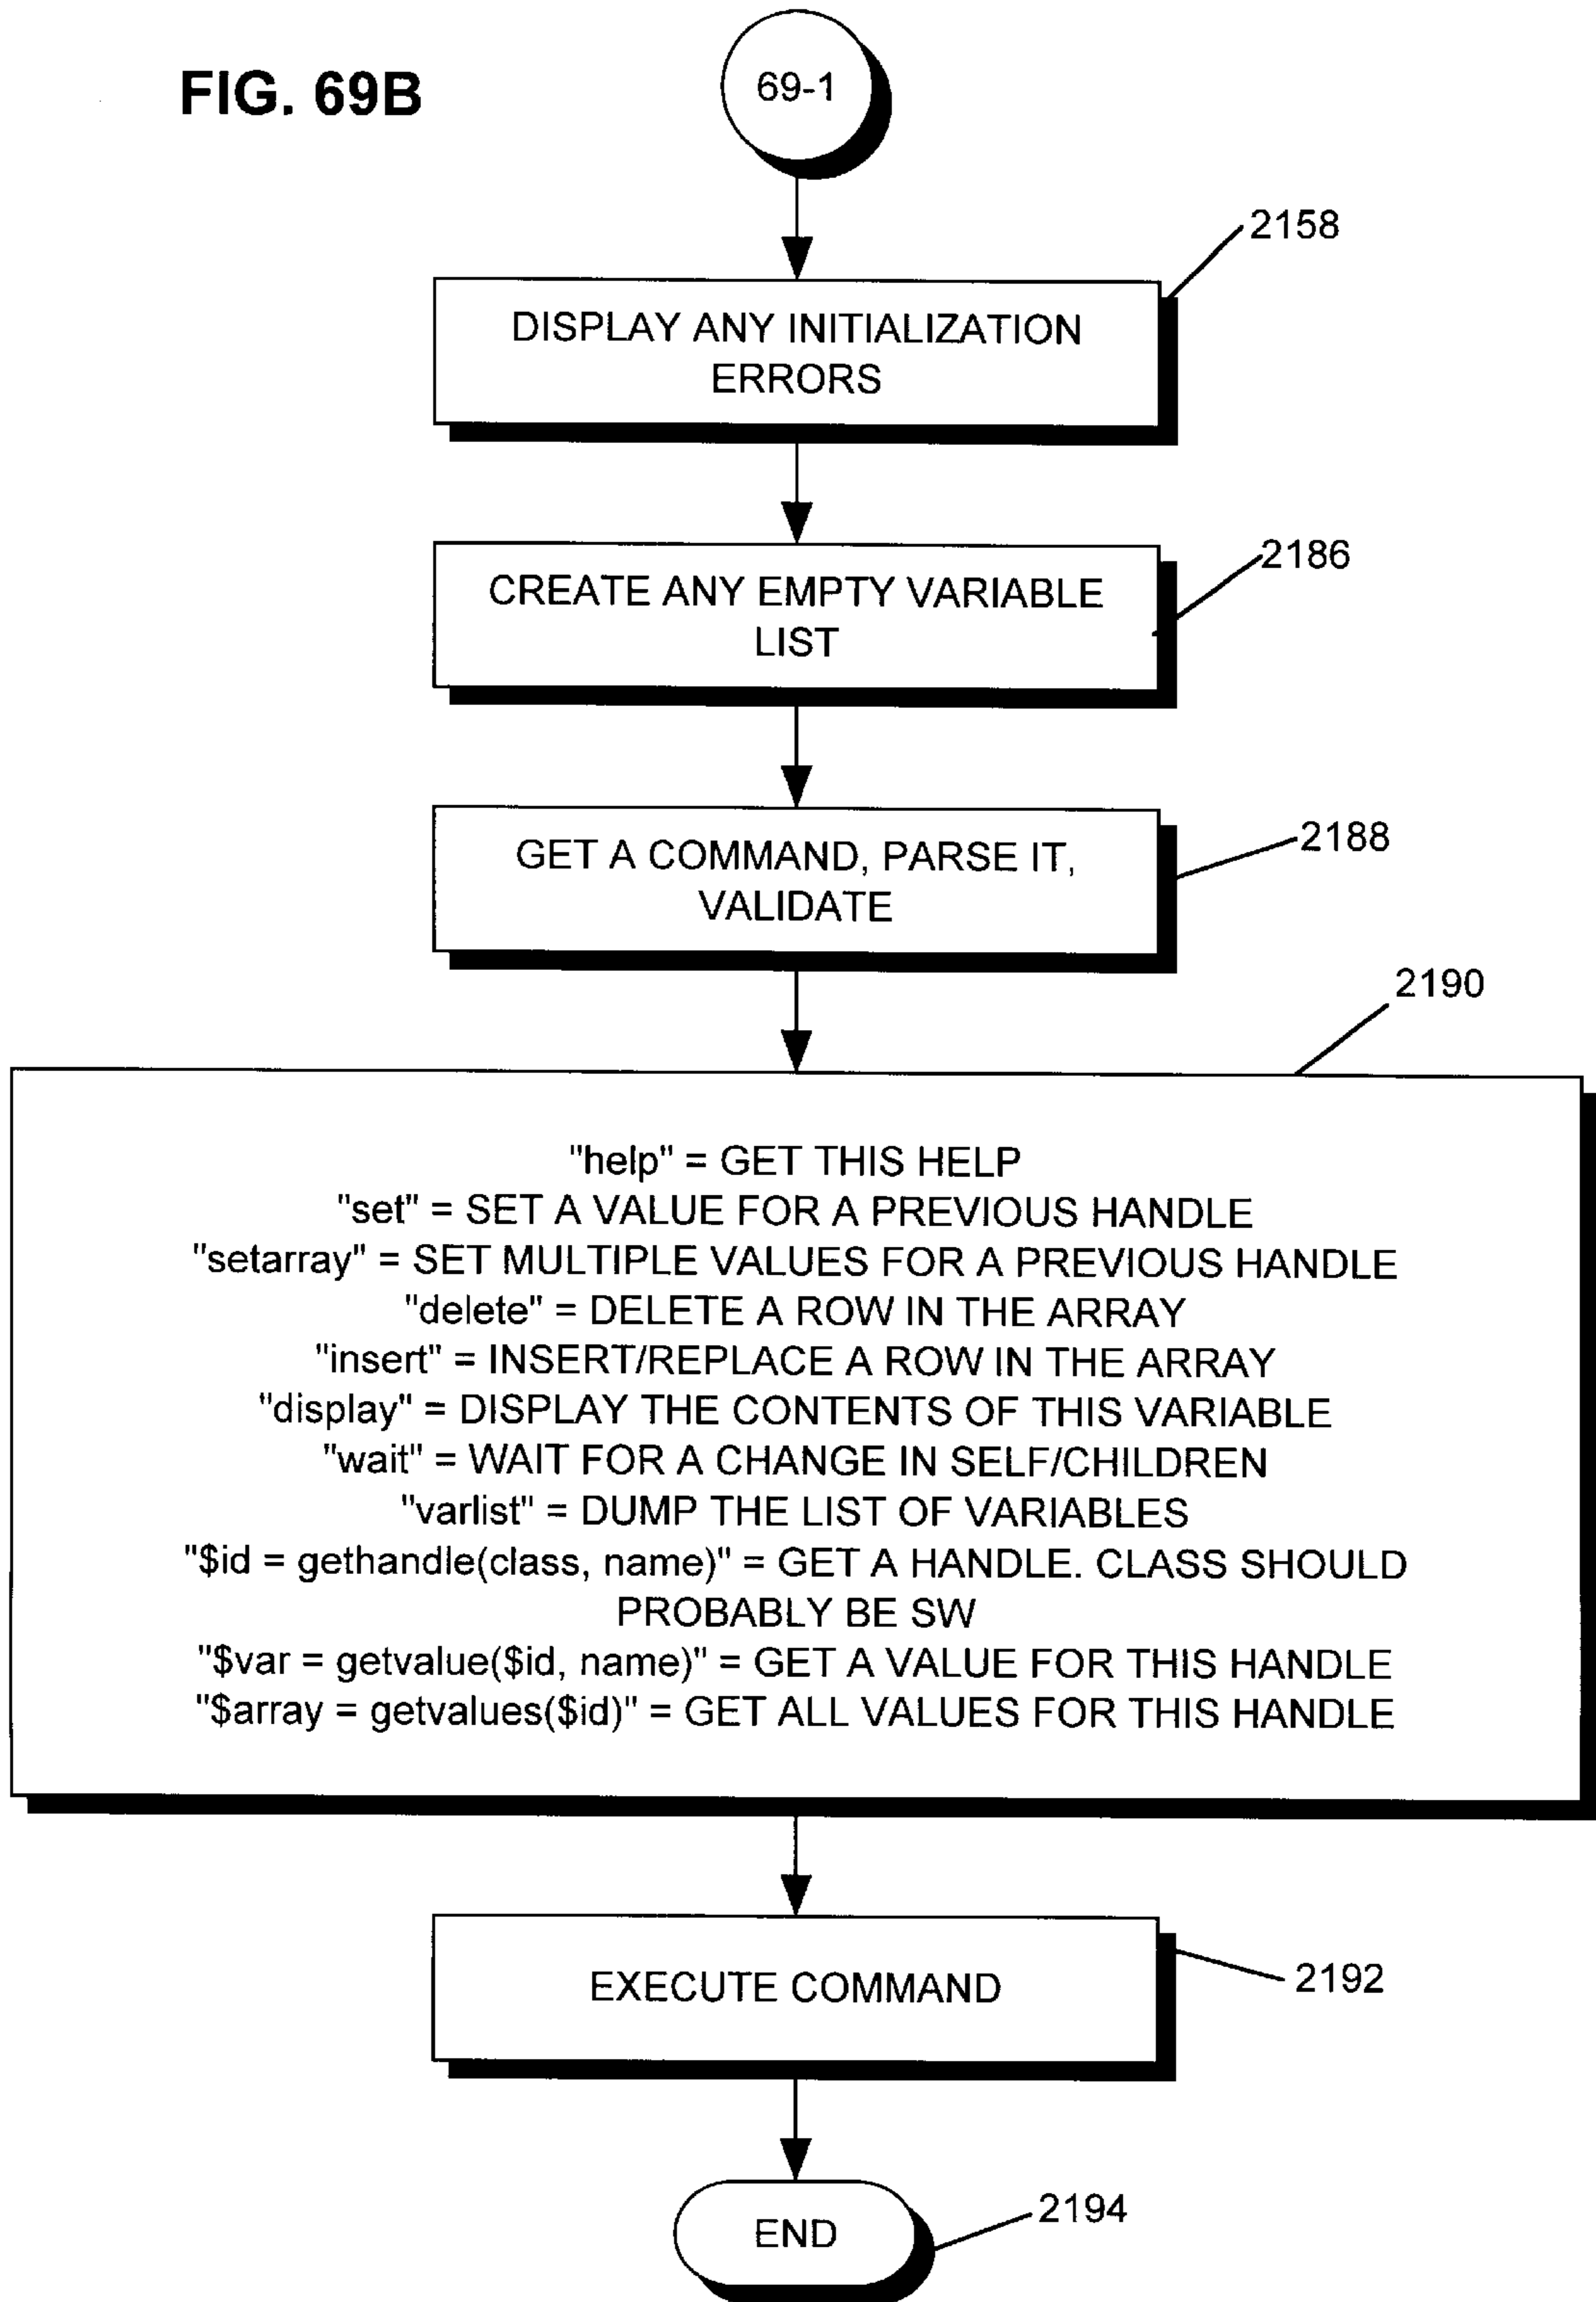 FIG. 69B
69-1
2158
DISPLAY ANY INITIALIZATION
ERRORS
2186
CREATE ANY EMPTY VARIABLE
LIST
2188
GET A COMMAND, PARSE IT,
VALIDATE
2190
"help" = GET THIS HELP
"set" = SET A VALUE FOR A PREVIOUS HANDLE
"setarray" = SET MULTIPLE VALUES FOR A PREVIOUS HANDLE
"delete" = DELETE A ROW IN THE ARRAY
"insert" = INSERT/REPLACE A ROW IN THE ARRAY
"display" = DISPLAY THE CONTENTS OF THIS VARIABLE
"wait" = WAIT FOR A CHANGE IN SELF/CHILDREN
"varlist" = DUMP THE LIST OF VARIABLES
"$id = gethandle(class, name)" = GET A HANDLE. CLASS SHOULD
PROBABLY BE SW
"$var = getvalue($id, name)" = GET A VALUE FOR THIS HANDLE
"$array = getvalues($id)" = GET ALL VALUES FOR THIS HANDLE
EXECUTE COMMAND
2192
END
2194